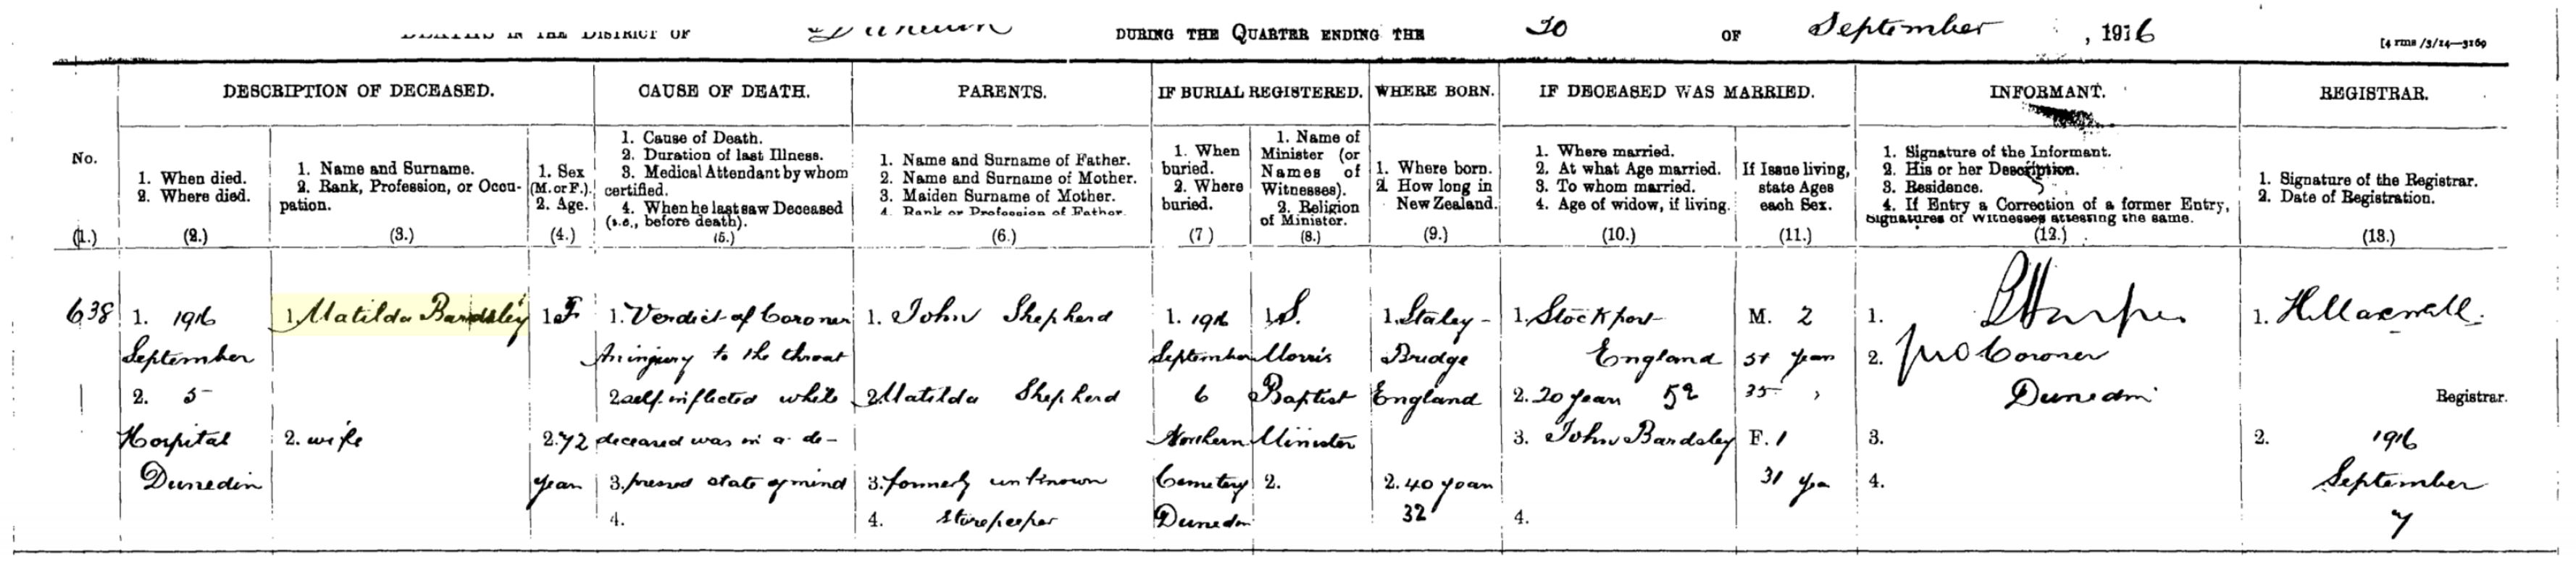 DEATHS IN THE DISTRICT OF Dunedin DURING THE QUARTER ENDING THE 30 OF September, 1916 [4 rms/3/14—3169
DESCRIPTION OF DECEASED. CAUSE OF DEATH. PARENTS. IF BURIAL REGISTERED. WHERE BORN. IF DECEASED WAS MARRIED. INFORMANT. REGISTRAR.
No.
(1.)
1. When died.
2. Where died.
(2.)
1. Name and Surname.
2. Rank, Profession, or Occu-
pation.
(3.)
1. Sex
(M. or F.).
2. Age.
(4.)
1. Cause of Death.
2. Duration of last Illness.
3. Medical Attendant by whom
certified.
4. When he last saw Deceased
(i.e., before death).
(5.)
1. Name and Surname of Father.
2. Name and Surname of Mother.
3. Maiden Surname of Mother.
4. Rank or Profession of Father.
(6.)
1. When
buried.
2. Where
buried.
(7)
1. Name of
Minister (or
Names of
Witnesses).
2. Religion
of Minister.
(8.)
1. Where born.
2. How long in
New Zealand.
(9.)
1. Where married.
2. At what Age married.
3. To whom married.
4. Age of widow, if living.
(10.)
If Issue living,
state Ages
each Sex.
(11.)
1. Signature of the Informant.
2. His or her Description.
3. Residence.
4. If Entry a Correction of a former Entry,
signatures of witnesses attesting the same.
(12.)
1. Signature of the Registrar.
2. Date of Registration.
(13.)
638
1. 1916
September
2. 5
Hospital
Dunedin
1. Matilda Bardsley
2. wife
1. F
2. 72
years
1. Verdict of Coroner
An injury to the throat
2. self inflicted while
deceased was in a de-
3. pressed state of mind
4.
1. John Shepherd
2. Matilda Shepherd
3. formerly unknown
4. storekeeper
1. 1916
September
6
Northern
Cemetery
Dunedin
1. S.
Morris
Baptist
Minister
2.
1. Staley-
Bridge
England
2. 40 years
32
1. Stockport
England
2. 20 years 52
3. John Bardsley
4.
M. 2
37 years
35 "
F. 1
31 yrs
1.
2. Coroner
Dunedin
3.
4.
1. H Maxwell.
Registrar.
2. 1916
September
7